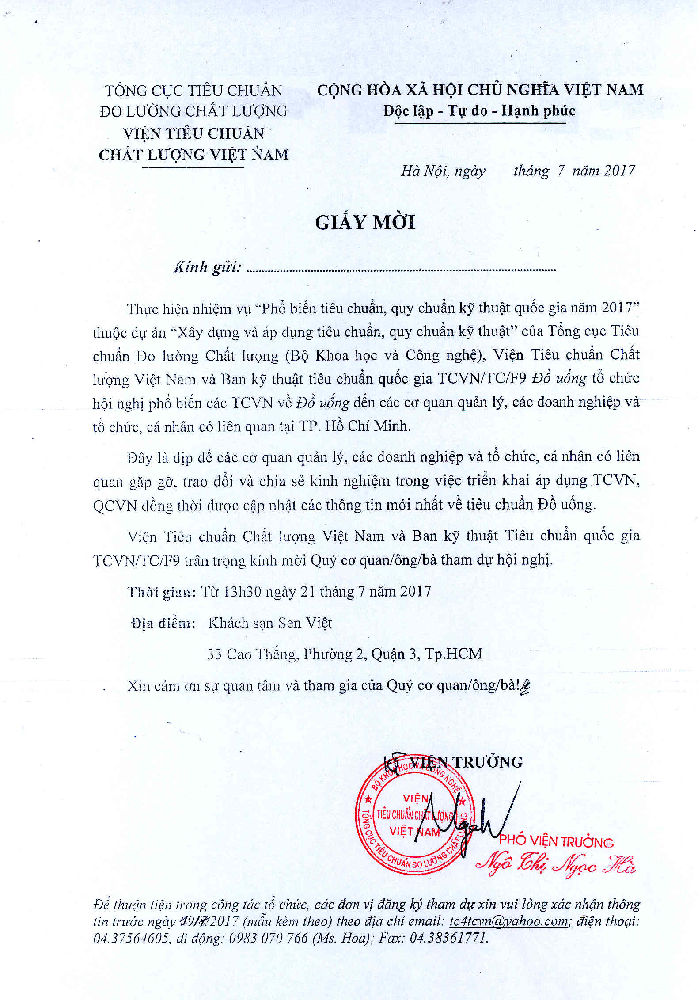 TỔNG CỤC TIÊU CHUẨN
ĐO LƯỜNG CHẤT LƯỢNG
VIỆN TIÊU CHUẨN
CHẤT LƯỢNG VIỆT NAM
CỘNG HÒA XÃ HỘI CHỦ NGHĨA VIỆT NAM
Độc lập - Tự do - Hạnh phúc
Hà Nội, ngày tháng 7 năm 2017
GIẤY MỜI
Kính gửi: ........................................................................................................
Thực hiện nhiệm vụ “Phổ biến tiêu chuẩn, quy chuẩn kỹ thuật quốc gia năm 2017”
thuộc dự án “Xây dựng và áp dụng tiêu chuẩn, quy chuẩn kỹ thuật” của Tổng cục Tiêu
chuẩn Đo lường Chất lượng (Bộ Khoa học và Công nghệ), Viện Tiêu chuẩn Chất
lượng Việt Nam và Ban kỹ thuật tiêu chuẩn quốc gia TCVN/TC/F9 Đồ uống tổ chức
hội nghị phổ biến các TCVN về Đồ uống đến các cơ quan quản lý, các doanh nghiệp và
tổ chức, cá nhân có liên quan tại TP. Hồ Chí Minh.
Đây là dịp để các cơ quan quản lý, các doanh nghiệp và tổ chức, cá nhân có liên
quan gặp gỡ, trao đổi và chia sẻ kinh nghiệm trong việc triển khai áp dụng TCVN,
QCVN đồng thời được cập nhật các thông tin mới nhất về tiêu chuẩn Đồ uống.
Viện Tiêu chuẩn Chất lượng Việt Nam và Ban kỹ thuật Tiêu chuẩn quốc gia
TCVN/TC/F9 trân trọng kính mời Quý cơ quan/ông/bà tham dự hội nghị.
Thời gian: Từ 13h30 ngày 21 tháng 7 năm 2017
Địa điểm: Khách sạn Sen Việt
33 Cao Thắng, Phường 2, Quận 3, Tp.HCM
Xin cảm ơn sự quan tâm và tham gia của Quý cơ quan/ông/bà!
VIỆN TRƯỞNG
BỘ KHOA HỌC VÀ CÔNG NGHỆ
VIỆN
TIÊU CHUẨN CHẤT LƯỢNG
VIỆT NAM
TỔNG CỤC TIÊU CHUẨN ĐO LƯỜNG CHẤT LƯỢNG
PHÓ VIỆN TRƯỞNG
Ngô Thị Ngọc Hà
Để thuận tiện trong công tác tổ chức, các đơn vị đăng ký tham dự xin vui lòng xác nhận thông
tin trước ngày 19/7/2017 (mẫu kèm theo) theo địa chỉ email: tc4tcvn@yahoo.com; điện thoại:
04.37564605, di động: 0983 070 766 (Ms. Hoa); Fax: 04.38361771.